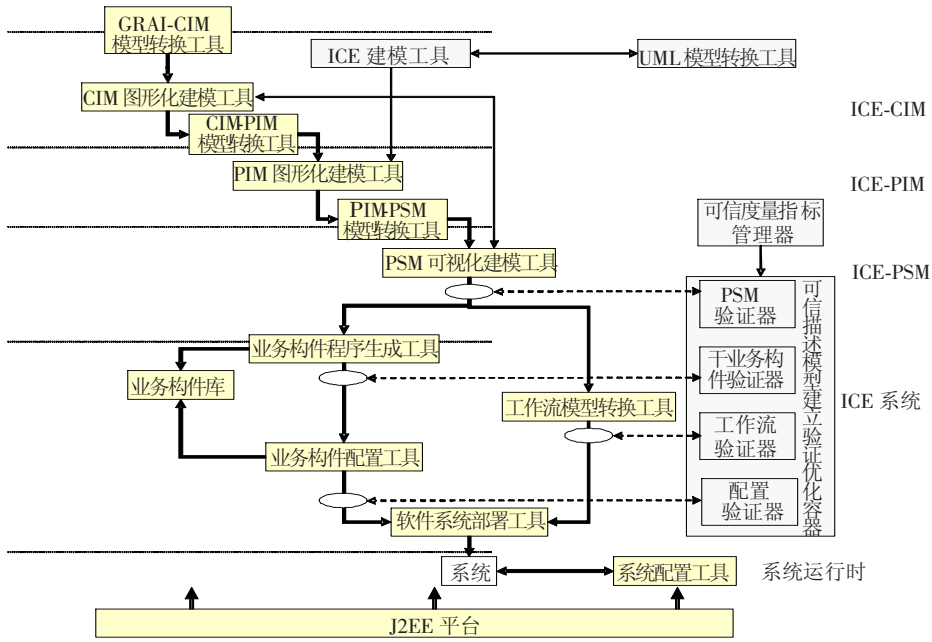 GRAI-CIM
模型转换工具
ICE 建模工具
UML 模型转换工具
CIM 图形化建模工具
ICE-CIM
CIM-PIM
模型转换工具
PIM 图形化建模工具
ICE-PIM
PIM-PSM
模型转换工具
可信度量指标
管理器
PSM 可视化建模工具
ICE-PSM
PSM
验证器
可信描述模型建立验证优化容器
业务构件程序生成工具
干业务构
件验证器
业务构件库
工作流模型转换工具
ICE 系统
工作流
验证器
业务构件配置工具
配置
验证器
软件系统部署工具
系统
系统配置工具
系统运行时
J2EE 平台